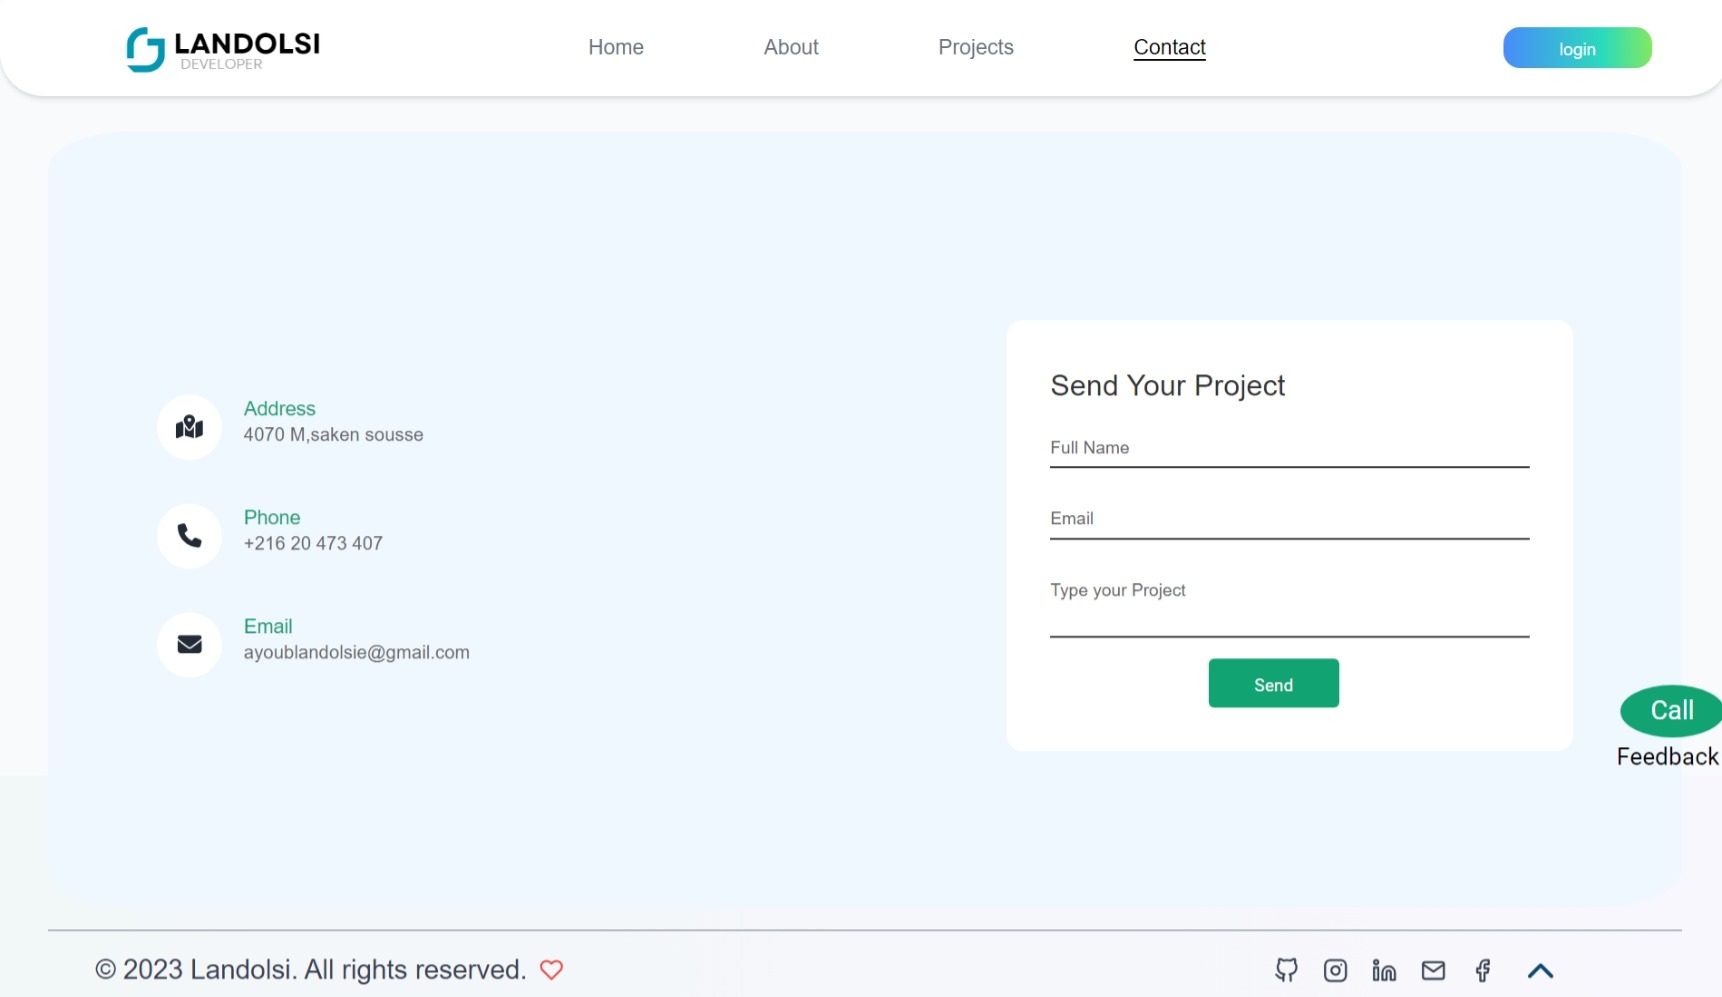 LANDOLSI
DEVELOPER
Home
About
Projects
Contact
login
Address
4070 M,saken sousse
Phone
+216 20 473 407
Email
ayoublandolsie@gmail.com
Send Your Project
Full Name
Email
Type your Project
Send
Call
Feedback
© 2023 Landolsi. All rights reserved.